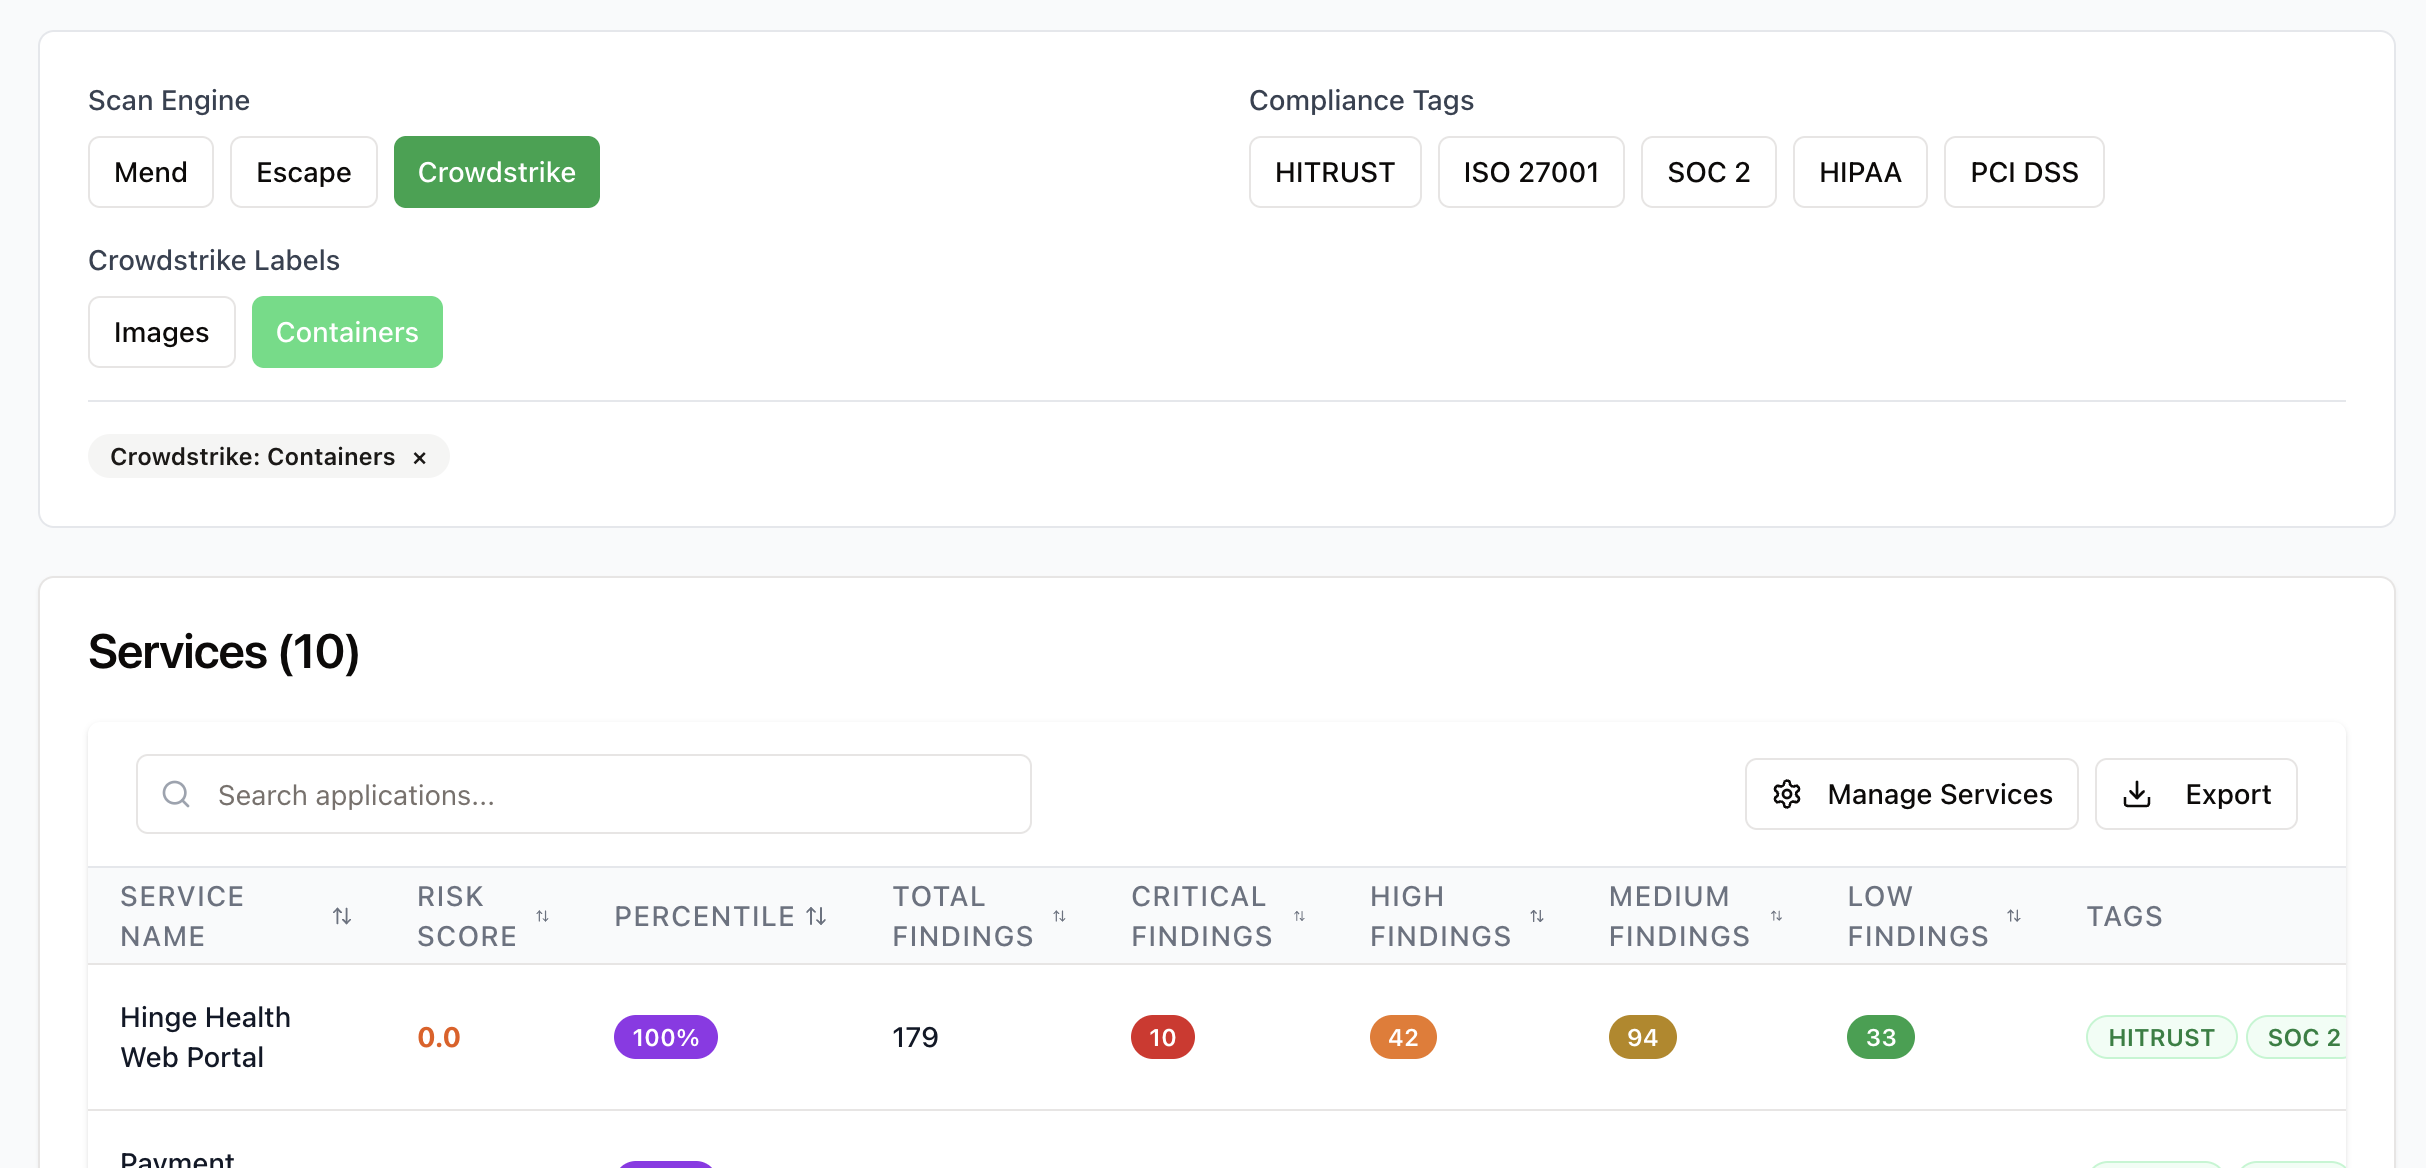 Scan Engine
Mend Escape Crowdstrike
Crowdstrike Labels
Images Containers
Compliance Tags
HITRUST ISO 27001 SOC 2 HIPAA PCI DSS
Crowdstrike: Containers ×
Services (10)
Search applications...
Manage Services Export
SERVICE NAME
RISK SCORE
PERCENTILE
TOTAL FINDINGS
CRITICAL FINDINGS
HIGH FINDINGS
MEDIUM FINDINGS
LOW FINDINGS
TAGS
Hinge Health
Web Portal
0.0 100% 179 10 42 94 33 HITRUST SOC 2
Payment